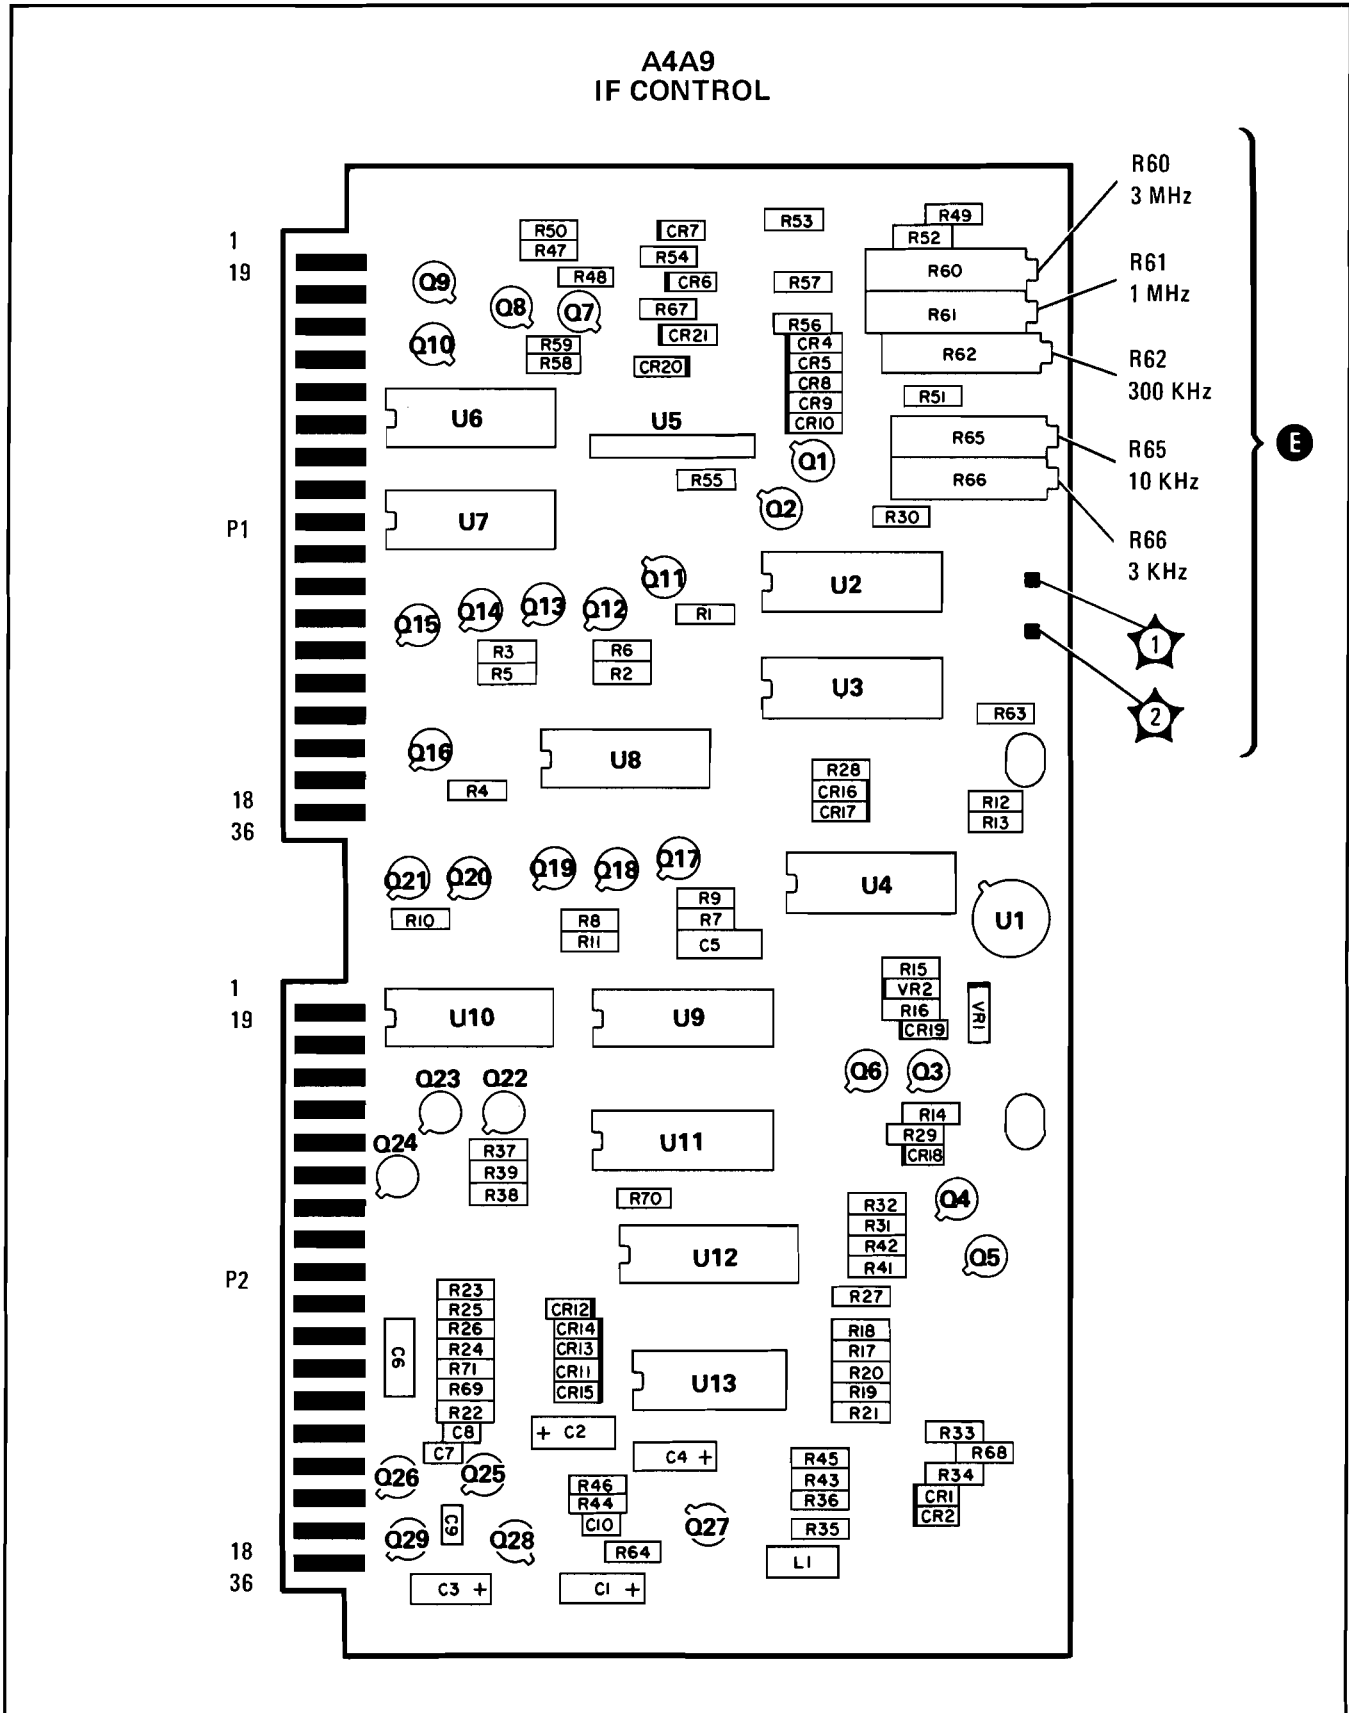 A4A9
IF CONTROL
R60
3 MHz
R61
1 MHz
R62
300 KHz
R65
10 KHz
R66
3 KHz
E
1
2
1
19
P1
18
36
1
19
P2
18
36
R50
R47
R48
CR7
R54
CR6
R67
CR21
CR20
R53
R57
R56
CR4
CR5
CR8
CR9
CR10
R49
R52
R60
R61
R62
R51
R65
R66
R30
Q9
Q8
Q7
Q10
R59
R58
U6
U5
R55
Q1
Q2
U7
Q11
Q15
Q14
Q13
Q12
R1
R3
R5
R6
R2
U2
U3
R63
Q16
R4
U8
R28
CR16
CR17
R12
R13
Q21
Q20
Q19
Q18
Q17
R10
R8
R11
R9
R7
C5
U4
U1
R15
VR2
R16
CR19
VR1
U10
U9
Q6
Q3
Q23
Q22
Q24
R37
R39
R38
U11
R14
R29
CR18
R70
R32
R31
R42
R41
Q4
Q5
U12
R27
R23
R25
R26
R24
R71
R69
R22
C8
C7
C6
CR12
CR14
CR13
CR11
CR15
U13
R18
R17
R20
R19
R21
+ C2
C4 +
R33
R68
R34
CR1
CR2
R45
R43
R36
R35
L1
Q26
Q25
Q29
C9
Q28
R46
R44
C10
R64
Q27
C3 +
C1 +